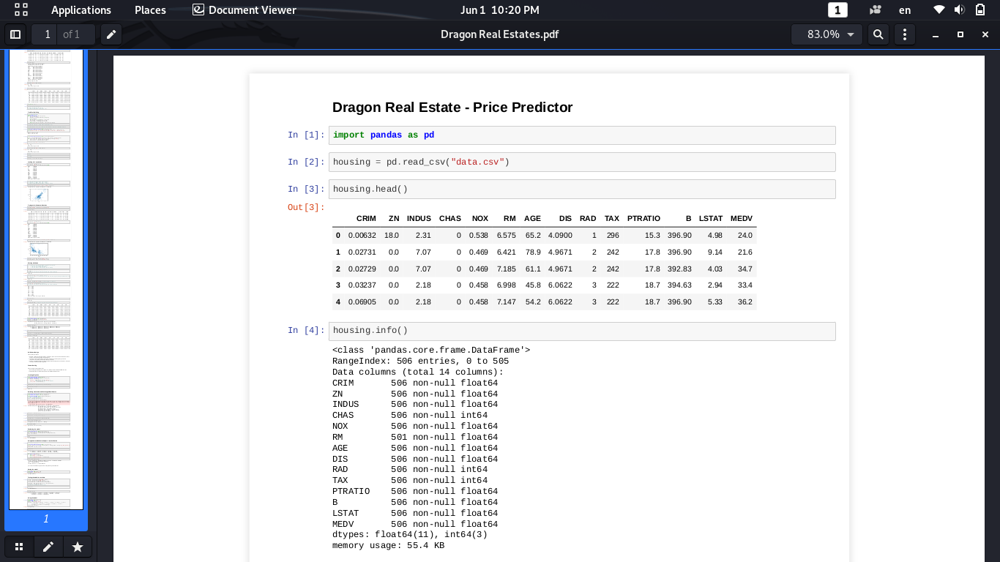 Applications Places Document Viewer Jun 1 10:20 PM 1 en
1 of 1 Dragon Real Estates.pdf 83.0%
Dragon Real Estate - Price Predictor
In [1]: import pandas as pd
In [2]: housing = pd.read_csv("data.csv")
In [3]: housing.head()
Out[3]:
CRIM ZN INDUS CHAS NOX RM AGE DIS RAD TAX PTRATIO B LSTAT MEDV
0 0.00632 18.0 2.31 0 0.538 6.575 65.2 4.0900 1 296 15.3 396.90 4.98 24.0
1 0.02731 0.0 7.07 0 0.469 6.421 78.9 4.9671 2 242 17.8 396.90 9.14 21.6
2 0.02729 0.0 7.07 0 0.469 7.185 61.1 4.9671 2 242 17.8 392.83 4.03 34.7
3 0.03237 0.0 2.18 0 0.458 6.998 45.8 6.0622 3 222 18.7 394.63 2.94 33.4
4 0.06905 0.0 2.18 0 0.458 7.147 54.2 6.0622 3 222 18.7 396.90 5.33 36.2
In [4]: housing.info()
<class 'pandas.core.frame.DataFrame'>
RangeIndex: 506 entries, 0 to 505
Data columns (total 14 columns):
CRIM 506 non-null float64
ZN 506 non-null float64
INDUS 506 non-null float64
CHAS 506 non-null int64
NOX 506 non-null float64
RM 501 non-null float64
AGE 506 non-null float64
DIS 506 non-null float64
RAD 506 non-null int64
TAX 506 non-null int64
PTRATIO 506 non-null float64
B 506 non-null float64
LSTAT 506 non-null float64
MEDV 506 non-null float64
dtypes: float64(11), int64(3)
memory usage: 55.4 KB
1